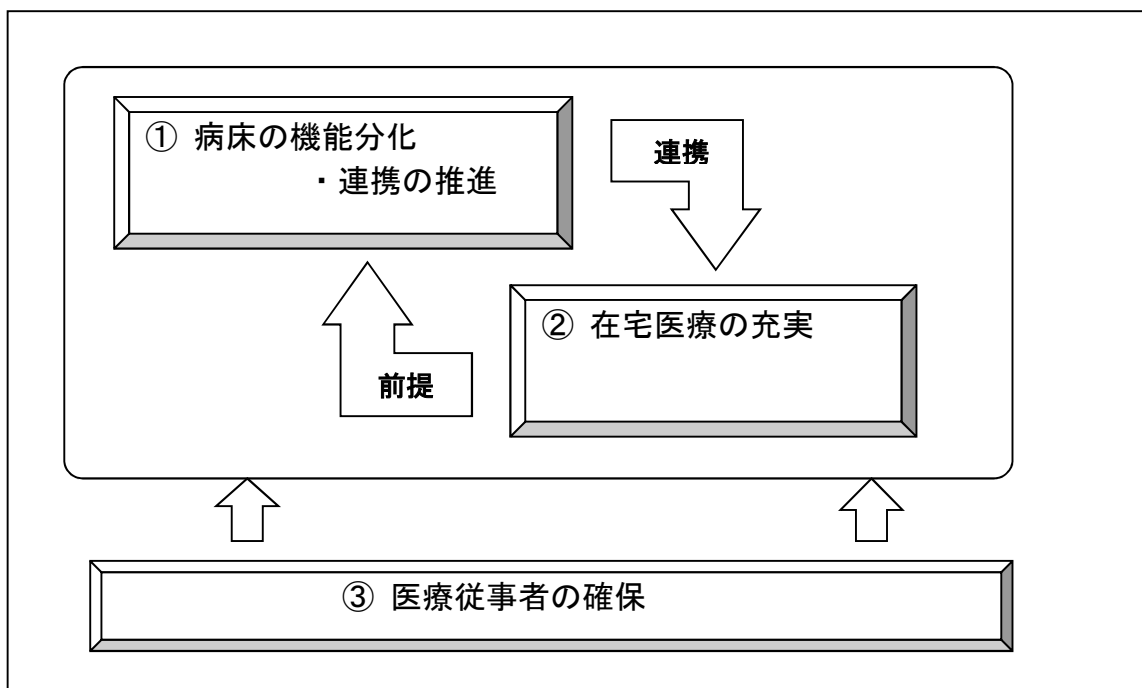 ① 病床の機能分化
・連携の推進
連携
前提
② 在宅医療の充実
③ 医療従事者の確保